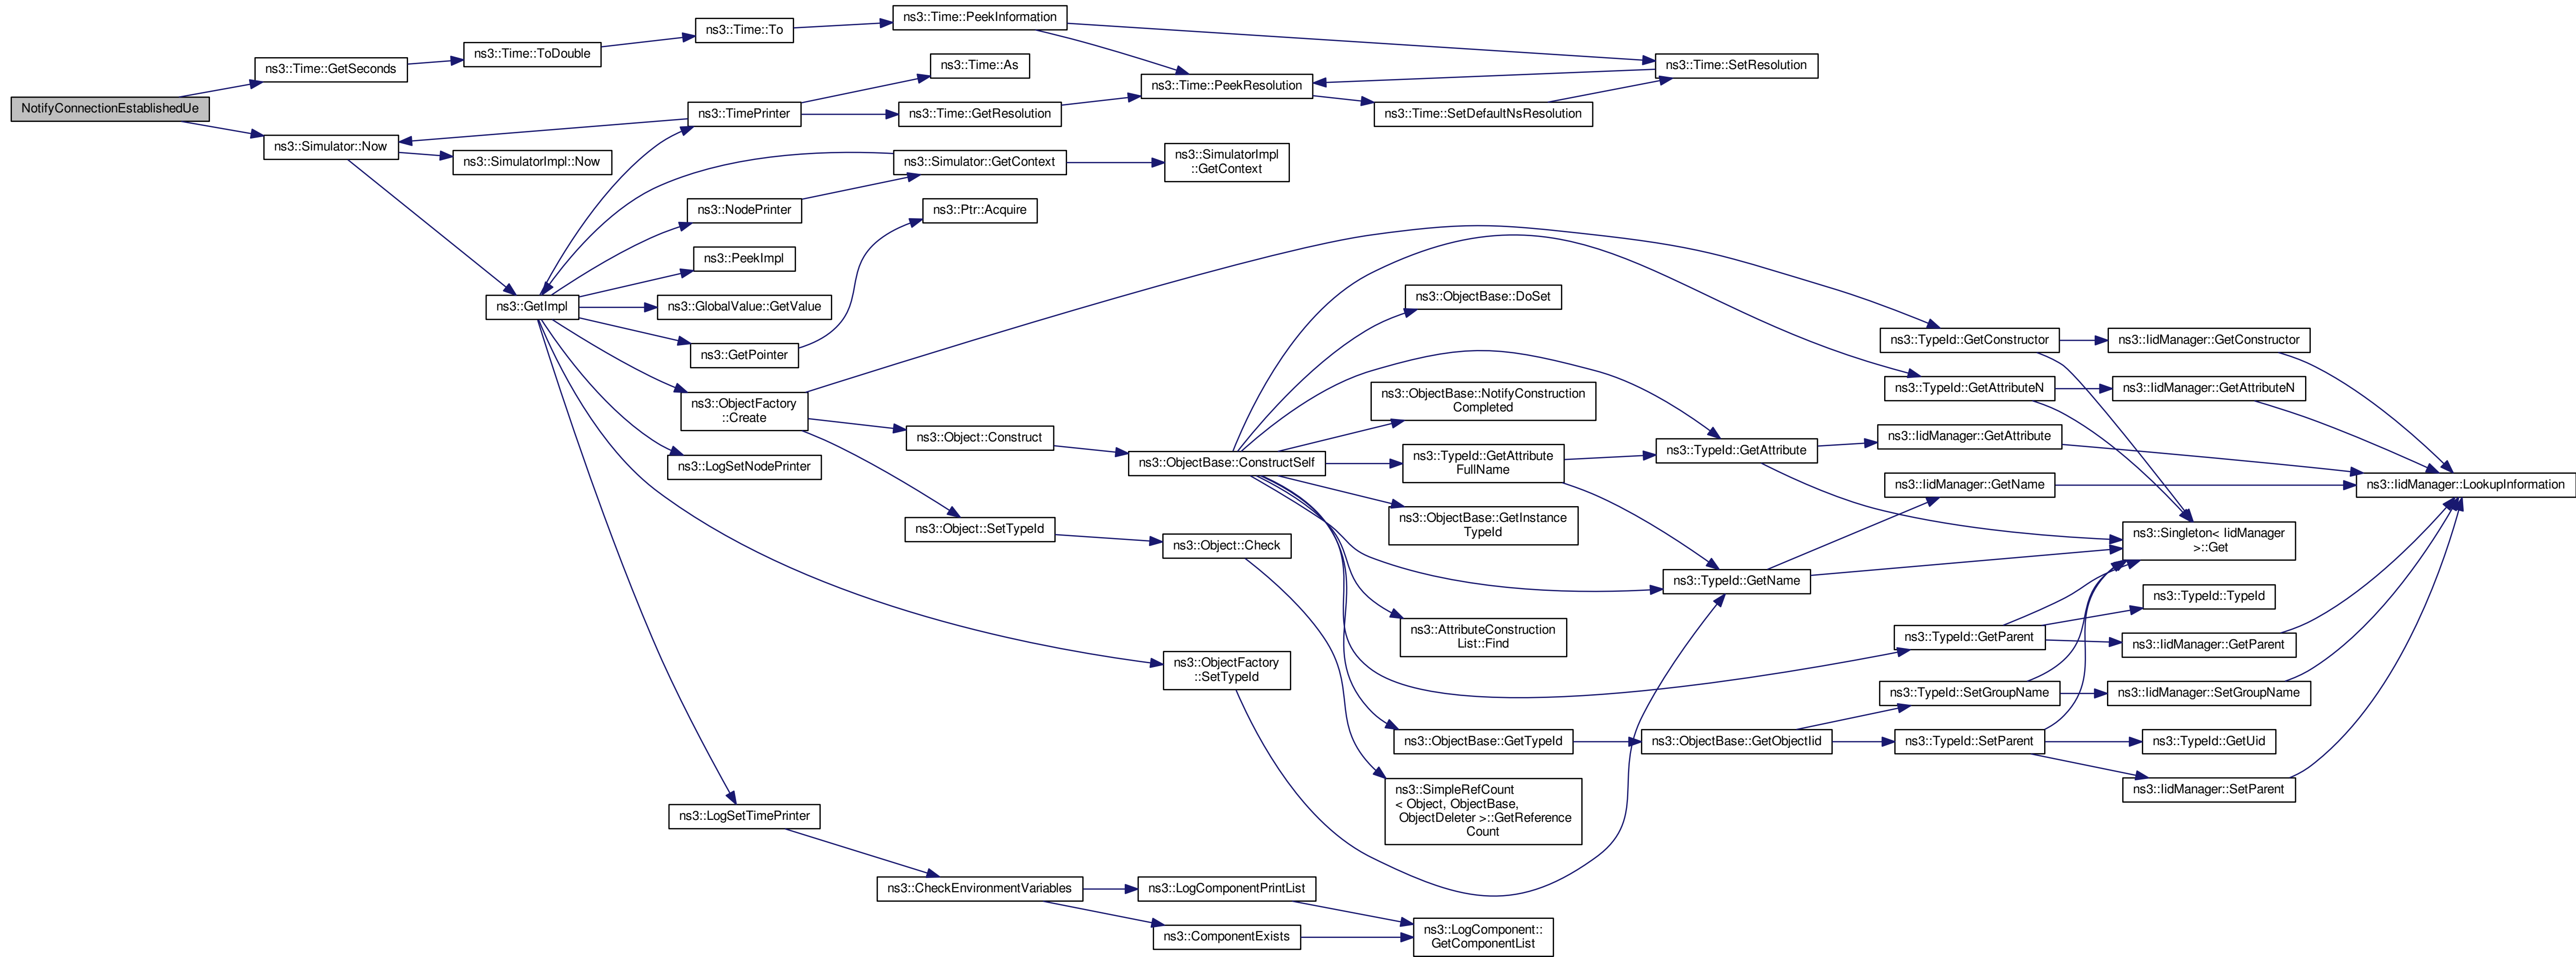 NotifyConnectionEstablishedUe
ns3::Time::GetSeconds
ns3::Simulator::Now
ns3::Time::ToDouble
ns3::SimulatorImpl::Now
ns3::GetImpl
ns3::Time::To
ns3::TimePrinter
ns3::NodePrinter
ns3::PeekImpl
ns3::GlobalValue::GetValue
ns3::GetPointer
ns3::ObjectFactory
::Create
ns3::LogSetNodePrinter
ns3::LogSetTimePrinter
ns3::Time::PeekInformation
ns3::Time::As
ns3::Time::GetResolution
ns3::Simulator::GetContext
ns3::Ptr::Acquire
ns3::Object::Construct
ns3::Object::SetTypeId
ns3::CheckEnvironmentVariables
ns3::Time::PeekResolution
ns3::SimulatorImpl
::GetContext
ns3::ObjectBase::ConstructSelf
ns3::Object::Check
ns3::ObjectFactory
::SetTypeId
ns3::LogComponentPrintList
ns3::ComponentExists
ns3::Time::SetDefaultNsResolution
ns3::ObjectBase::DoSet
ns3::ObjectBase::NotifyConstruction
Completed
ns3::TypeId::GetAttribute
FullName
ns3::ObjectBase::GetInstance
TypeId
ns3::AttributeConstruction
List::Find
ns3::ObjectBase::GetTypeId
ns3::SimpleRefCount
< Object, ObjectBase,
ObjectDeleter >::GetReference
Count
ns3::LogComponent::
GetComponentList
ns3::Time::SetResolution
ns3::TypeId::GetAttribute
ns3::TypeId::GetName
ns3::ObjectBase::GetObjectIid
ns3::TypeId::GetConstructor
ns3::TypeId::GetAttributeN
ns3::IidManager::GetAttribute
ns3::IidManager::GetName
ns3::TypeId::GetParent
ns3::TypeId::SetGroupName
ns3::TypeId::SetParent
ns3::IidManager::GetConstructor
ns3::IidManager::GetAttributeN
ns3::Singleton< IidManager
>::Get
ns3::TypeId::TypeId
ns3::IidManager::GetParent
ns3::IidManager::SetGroupName
ns3::TypeId::GetUid
ns3::IidManager::SetParent
ns3::IidManager::LookupInformation